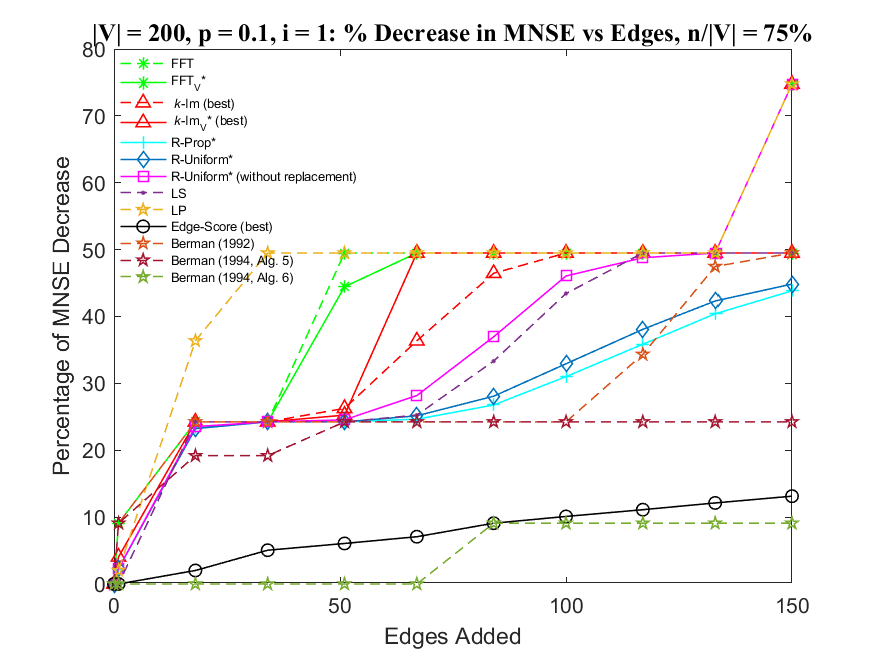 |V| = 200, p = 0.1, i = 1: % Decrease in MNSE vs Edges, n/|V| = 75%
80
70
60
50
40
30
20
10
0
Percentage of MNSE Decrease
FFT
FFT_V*
k-lm (best)
k-lm_V* (best)
R-Prop*
R-Uniform*
R-Uniform* (without replacement)
LS
LP
Edge-Score (best)
Berman (1992)
Berman (1994, Alg. 5)
Berman (1994, Alg. 6)
0
50
100
150
Edges Added